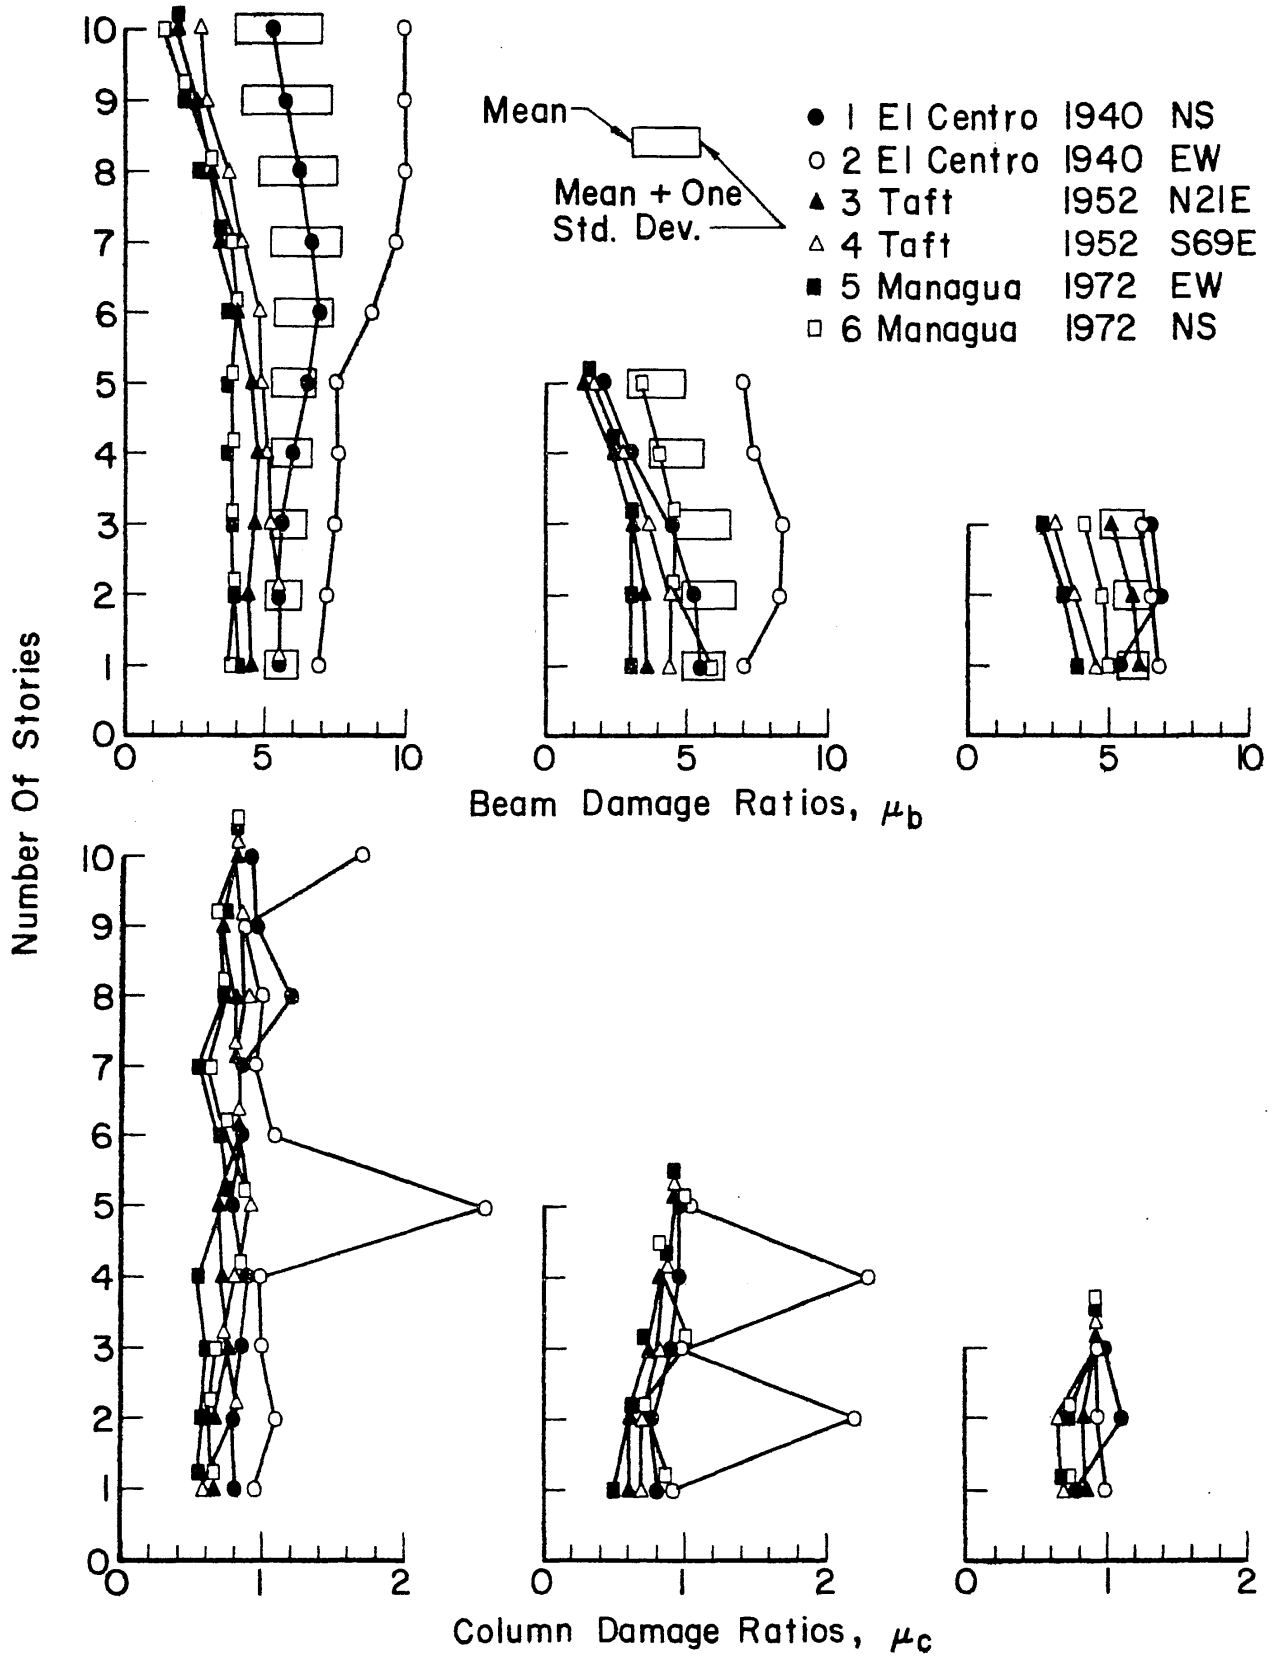 Mean
Mean + One
Std. Dev.
1 El Centro 1940 NS
2 El Centro 1940 EW
3 Taft 1952 N21E
4 Taft 1952 S69E
5 Managua 1972 EW
6 Managua 1972 NS
Number Of Stories
10
9
8
7
6
5
4
3
2
1
0
0 5 10
0 5 10
0 5 10
Beam Damage Ratios, μb
10
9
8
7
6
5
4
3
2
1
0
0 1 2
0 1 2
0 1 2
Column Damage Ratios, μc